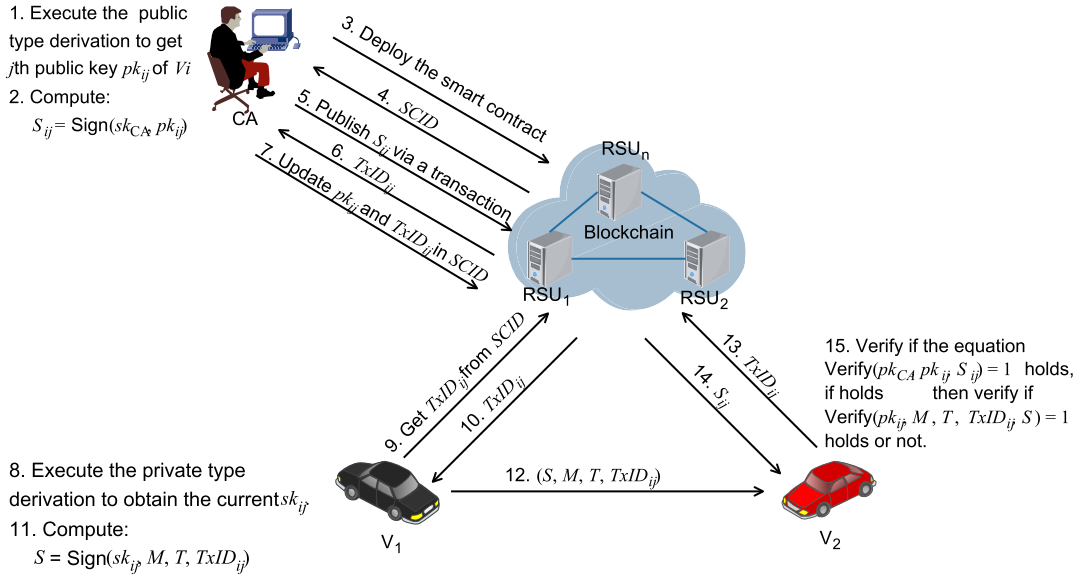 1. Execute the public
type derivation to get
jth public key pk_ij of Vi
2. Compute:
S_ij = Sign(sk_CA, pk_ij)
CA
3. Deploy the smart contract
4. SCID
5. Publish S_ij via a transaction
6. TxID_ij
7. Update pk_ij and TxID_ij in SCID
RSU_n
Blockchain
RSU_1
RSU_2
9. Get TxID_ij from SCID
10. TxID_ij
13. TxID_ij
14. S_ij
15. Verify if the equation
Verify(pk_CA pk_ij, S_ij) = 1 holds,
if holds then verify if
Verify(pk_ij, M, T, TxID_ij, S) = 1
holds or not.
8. Execute the private type
derivation to obtain the current sk_ij.
11. Compute:
S = Sign(sk_ij, M, T, TxID_ij)
12. (S, M, T, TxID_ij)
V_1
V_2